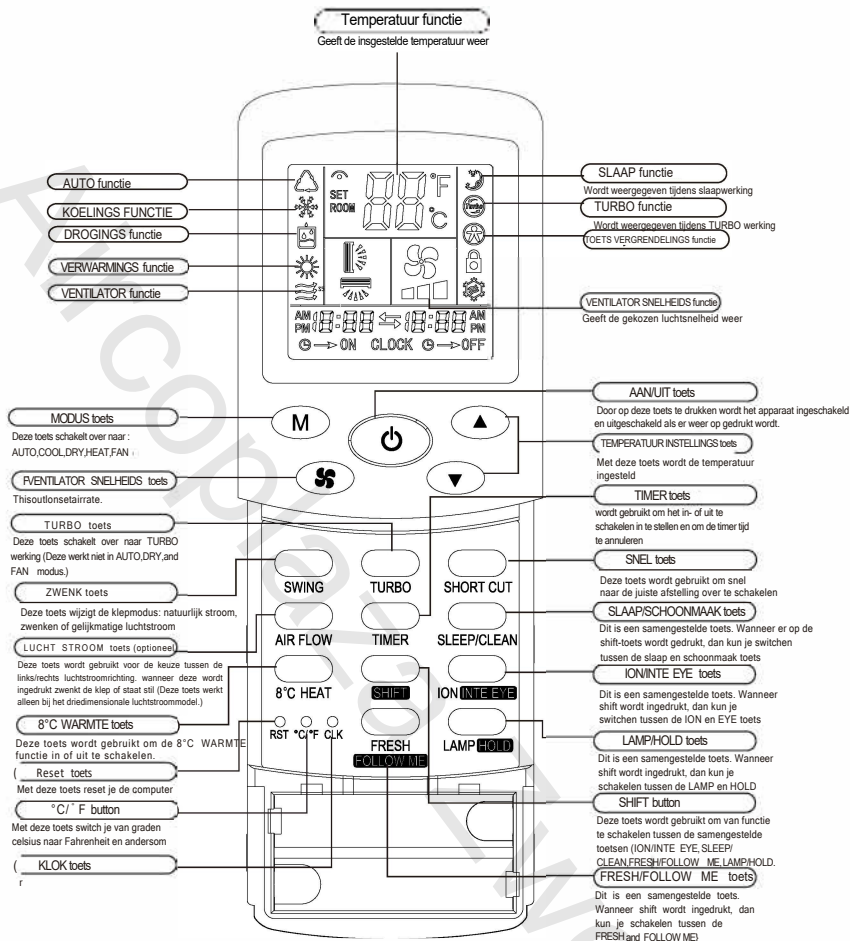 Temperatuur functie
Geeft de insgestelde temperatuur weer
AUTO functie
KOELINGS FUNCTIE
DROGINGS functie
VERWARMINGS functie
VENTILATOR functie
SET
ROOM
88
°F
°C
Turbo
AM
PM
88:88
88:88
AM
PM
ON CLOCK OFF
SLAAP functie
Wordt weergegeven tijdens slaapwerking
TURBO functie
Wordt weergegeven tijdens TURBO werking
TOETS VERGRENDELINGS functie
VENTILATOR SNELHEIDS functie
Geeft de gekozen luchtsnelheid weer
MODUS toets
Deze toets schakelt over naar :
AUTO,COOL,DRY,HEAT,FAN
F/VENTILATOR SNELHEIDS toets
Thisoutlonsetairrate.
TURBO toets
Deze toets schakelt over naar TURBO
werking (Deze werkt niet in AUTO,DRY,and
FAN modus.)
ZWENK toets
Deze toets wijzigt de klepmodus: natuurlijk stroom,
zwenken of gelijkmatige luchtstroom
LUCHT STROOM toets (optioneel)
Deze toets wordt gebruikt voor de keuze tussen de
links/rechts luchtstroomrichting. wanneer deze wordt
ingedrukt zwenkt de klep of staat stil (Deze toets werkt
alleen bij het driedimensionale luchtstroommodel.)
8°C WARMTE toets
Deze toets wordt gebruikt om de 8°C WARMTE
functie in of uit te schakelen.
( Reset toets
Met deze toets reset je de computer
°C/°F button
Met deze toets switch je van graden
celsius naar Fahrenheit en andersom
( KLOK toets
r
M
SWING TURBO SHORT CUT
AIR FLOW TIMER SLEEP/CLEAN
8°C HEAT SHIFT ION INTE EYE
RST °C/°F CLK
FRESH LAMP HOLD
FOLLOW ME
AAN/UIT toets
Door op deze toets te drukken wordt het apparaat ingeschakeld
en uitgeschakeld als er weer op gedrukt wordt.
TEMPERATUUR INSTELLINGS toets
Met deze toets wordt de temperatuur
ingesteld
TIMER toets
wordt gebruikt om het in- of uit te
schakelen in te stellen en om de timer tijd
te annuleren
SNEL toets
Deze toets wordt gebruikt om snel
naar de juiste afstelling over te schakelen
SLAAP/SCHOONMAAK toets
Dit is een samengestelde toets. Wanneer er op de
shift-toets wordt gedrukt, dan kun je switchen
tussen de slaap en schoonmaak toets
ION/INTE EYE toets
Dit is een samengestelde toets. Wanneer
shift wordt ingedrukt, dan kun je
switchen tussen de ION en EYE toets
LAMP/HOLD toets
Dit is een samengestelde toets. Wanneer
shift wordt ingedrukt, dan kun je
schakelen tussen de LAMP en HOLD
SHIFT button
Deze toets wordt gebruikt om van functie
te schakelen tussen de samengestelde
toetsen (ION/INTE EYE,SLEEP/
CLEAN,FRESH/FOLLOW ME,LAMP/HOLD.
FRESH/FOLLOW ME toets
Dit is een samengestelde toets.
Wanneer shift wordt ingedrukt, dan
kun je schakelen tussen de
FRESH and FOLLOW ME)